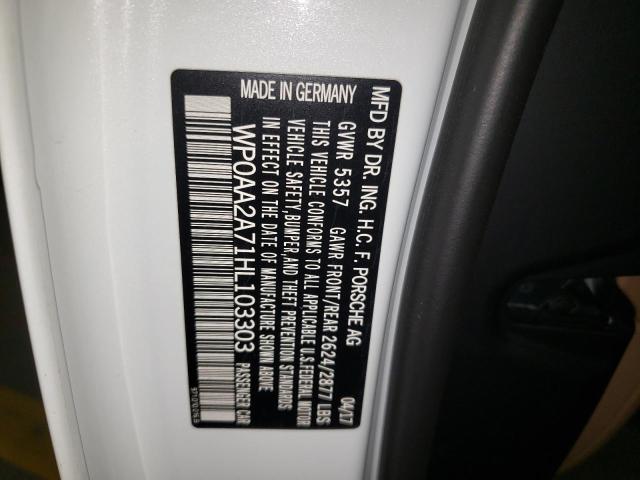 MFD BY DR. ING. H.C. F. PORSCHE AG
GVWR 5357 GAWR FRONT/REAR 2624/2877 LBS 04/17
THIS VEHICLE CONFORMS TO ALL APPLICABLE U.S. FEDERAL MOTOR
VEHICLE SAFETY, BUMPER, AND THEFT PREVENTION STANDARDS
IN EFFECT ON THE DATE OF MANUFACTURE SHOWN ABOVE
WP0AA2A71HL103303 PASSENGER CAR
MADE IN GERMANY